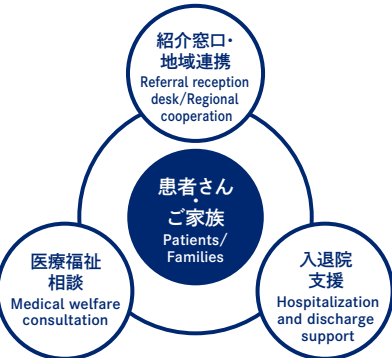 紹介窓口・
地域連携
Referral reception
desk/Regional
cooperation
患者さん
・
ご家族
Patients/
Families
医療福祉
相談
Medical welfare
consultation
入退院
支援
Hospitalization
and discharge
support